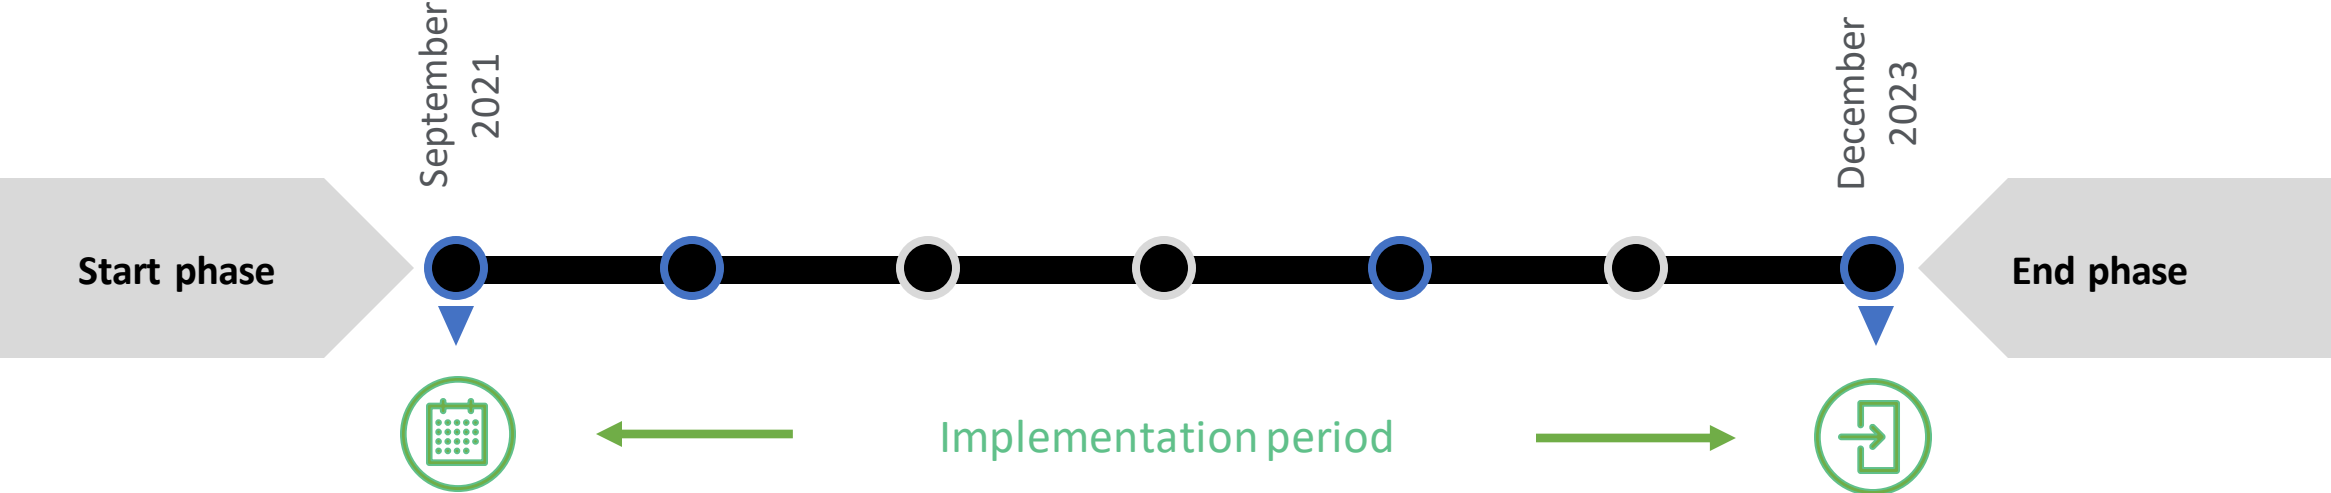 September
2021
December
2023
Start phase
End phase
Implementation period